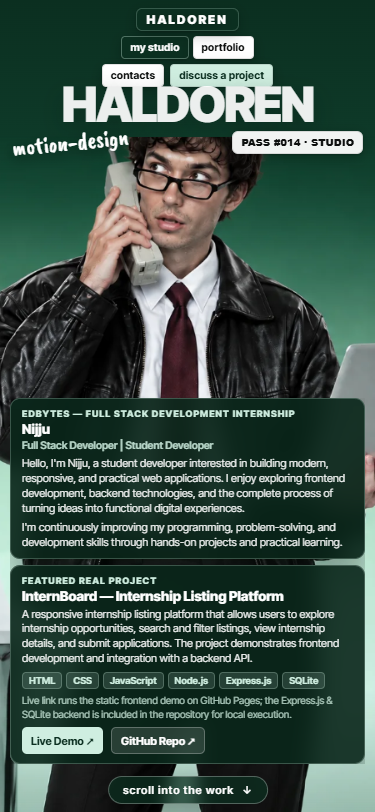 HALDOREN
my studio portfolio
contacts discuss a project
HALDOREN
motion-design
PASS #014 · STUDIO
EDBYTES — FULL STACK DEVELOPMENT INTERNSHIP
Nijju
Full Stack Developer | Student Developer
Hello, I'm Nijju, a student developer interested in building modern,
responsive, and practical web applications. I enjoy exploring frontend
development, backend technologies, and the complete process of
turning ideas into functional digital experiences.
I'm continuously improving my programming, problem-solving, and
development skills through hands-on projects and practical learning.
FEATURED REAL PROJECT
InternBoard — Internship Listing Platform
A responsive internship listing platform that allows users to explore
internship opportunities, search and filter listings, view internship
details, and submit applications. The project demonstrates frontend
development and integration with a backend API.
HTML CSS JavaScript Node.js Express.js SQLite
Live link runs the static frontend demo on GitHub Pages; the Express.js &
SQLite backend is included in the repository for local execution.
Live Demo ↗ GitHub Repo ↗
scroll into the work ↓